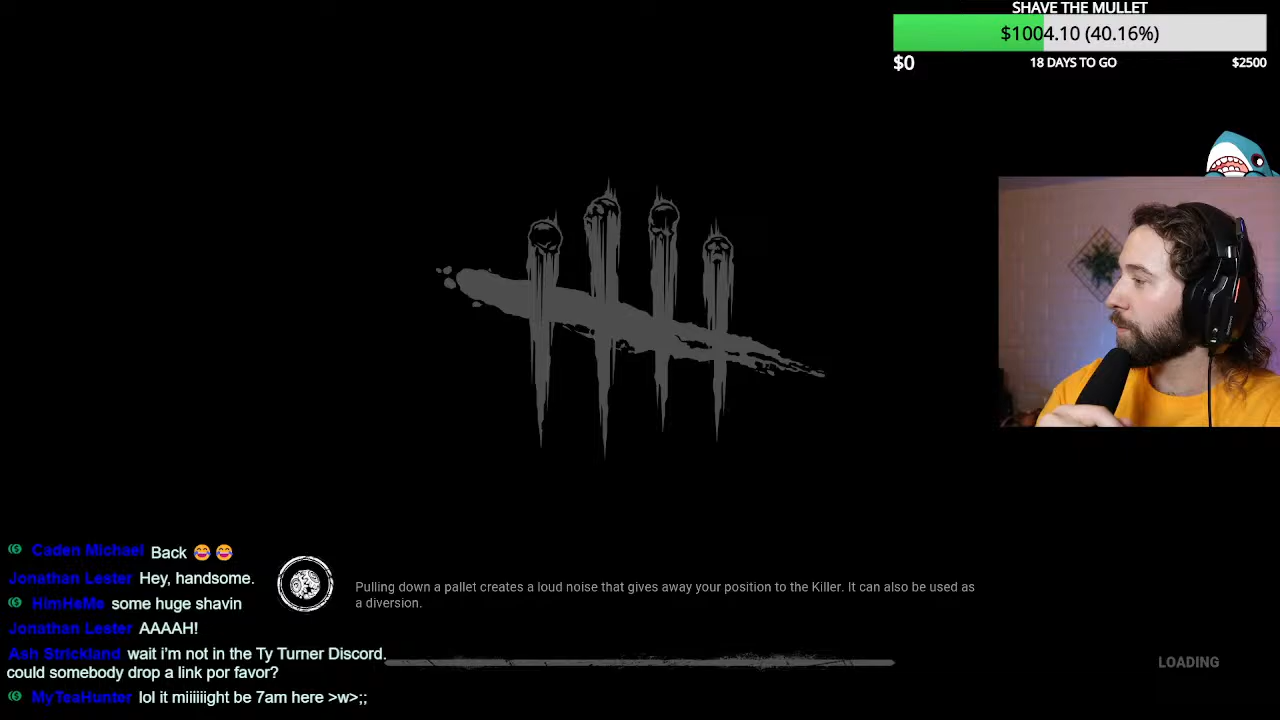 SHAVE THE MULLET
$1004.10 (40.16%)
$0
18 DAYS TO GO
$2500
Caden Michael Back 😂 😂
Jonathan Lester Hey, handsome.
HimHeMe some huge shavin
Jonathan Lester AAAAH!
Ash Strickland wait i'm not in the Ty Turner Discord.
could somebody drop a link por favor?
MyTeaHunter lol it miiiiiight be 7am here >w>;;
Pulling down a pallet creates a loud noise that gives away your position to the Killer. It can also be used as
a diversion.
LOADING